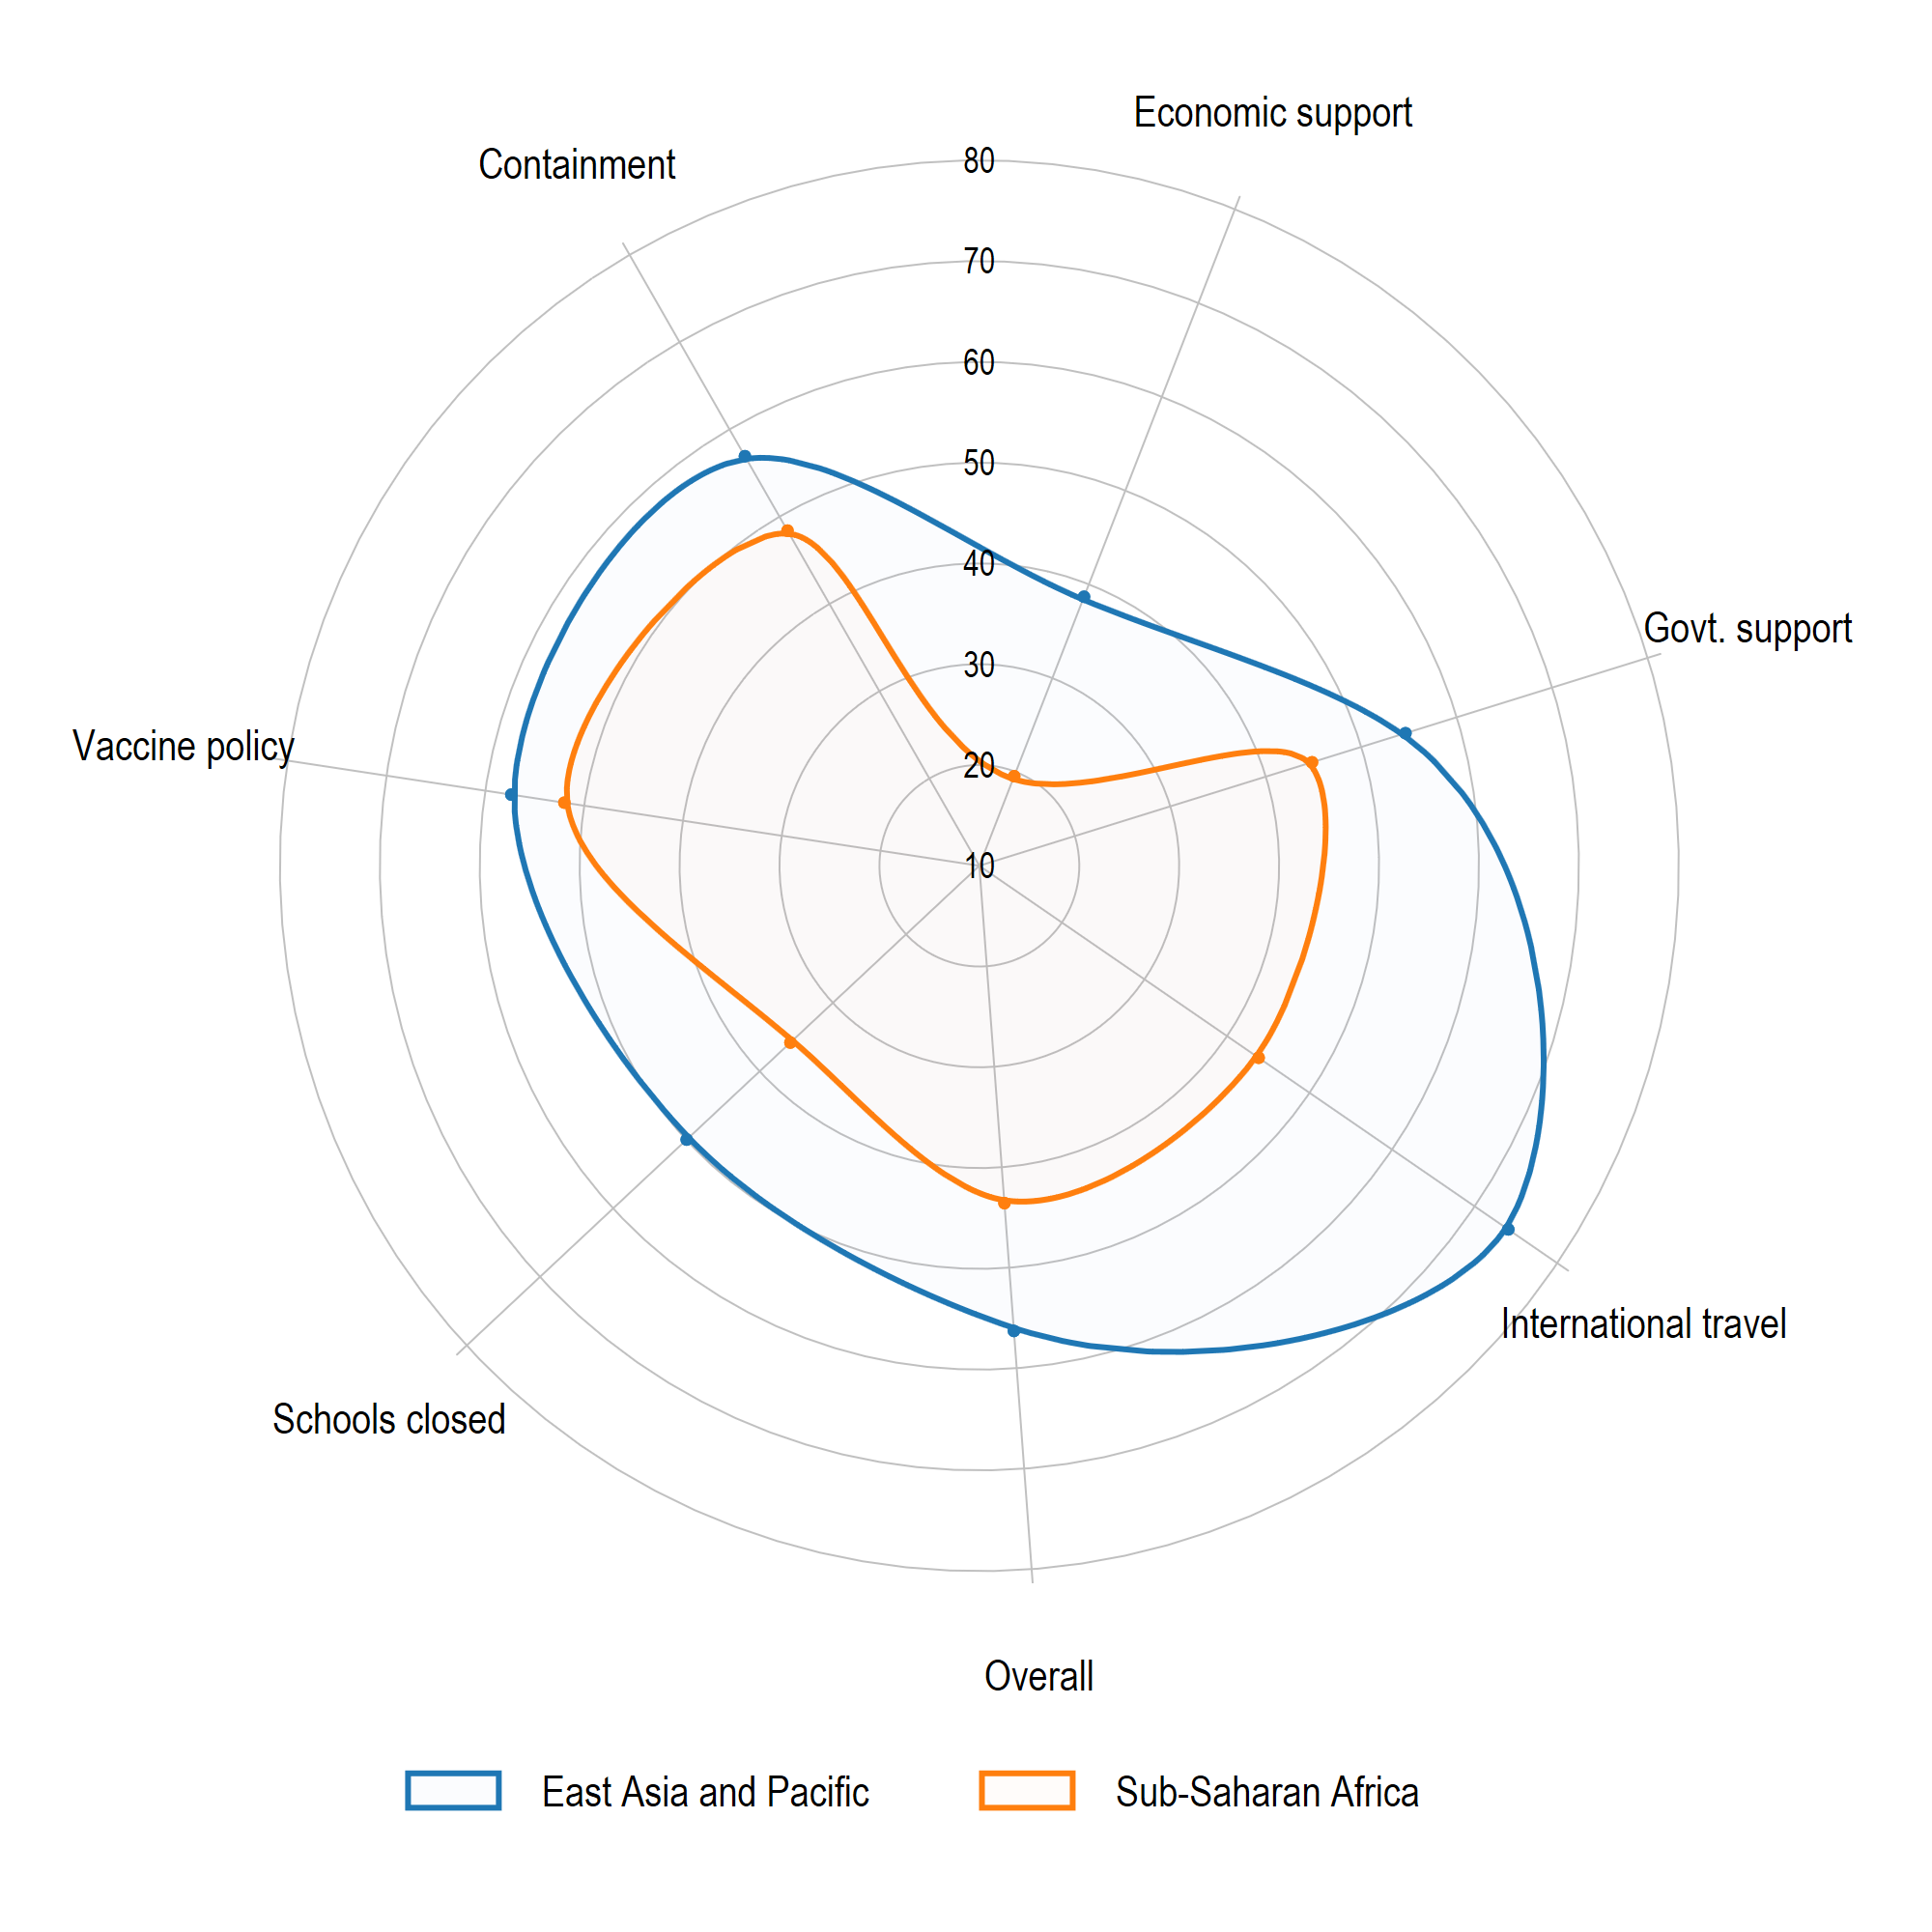 Economic support
Containment
80
70
60
50
40
30
20
10
Govt. support
Vaccine policy
International travel
Schools closed
Overall
East Asia and Pacific
Sub-Saharan Africa